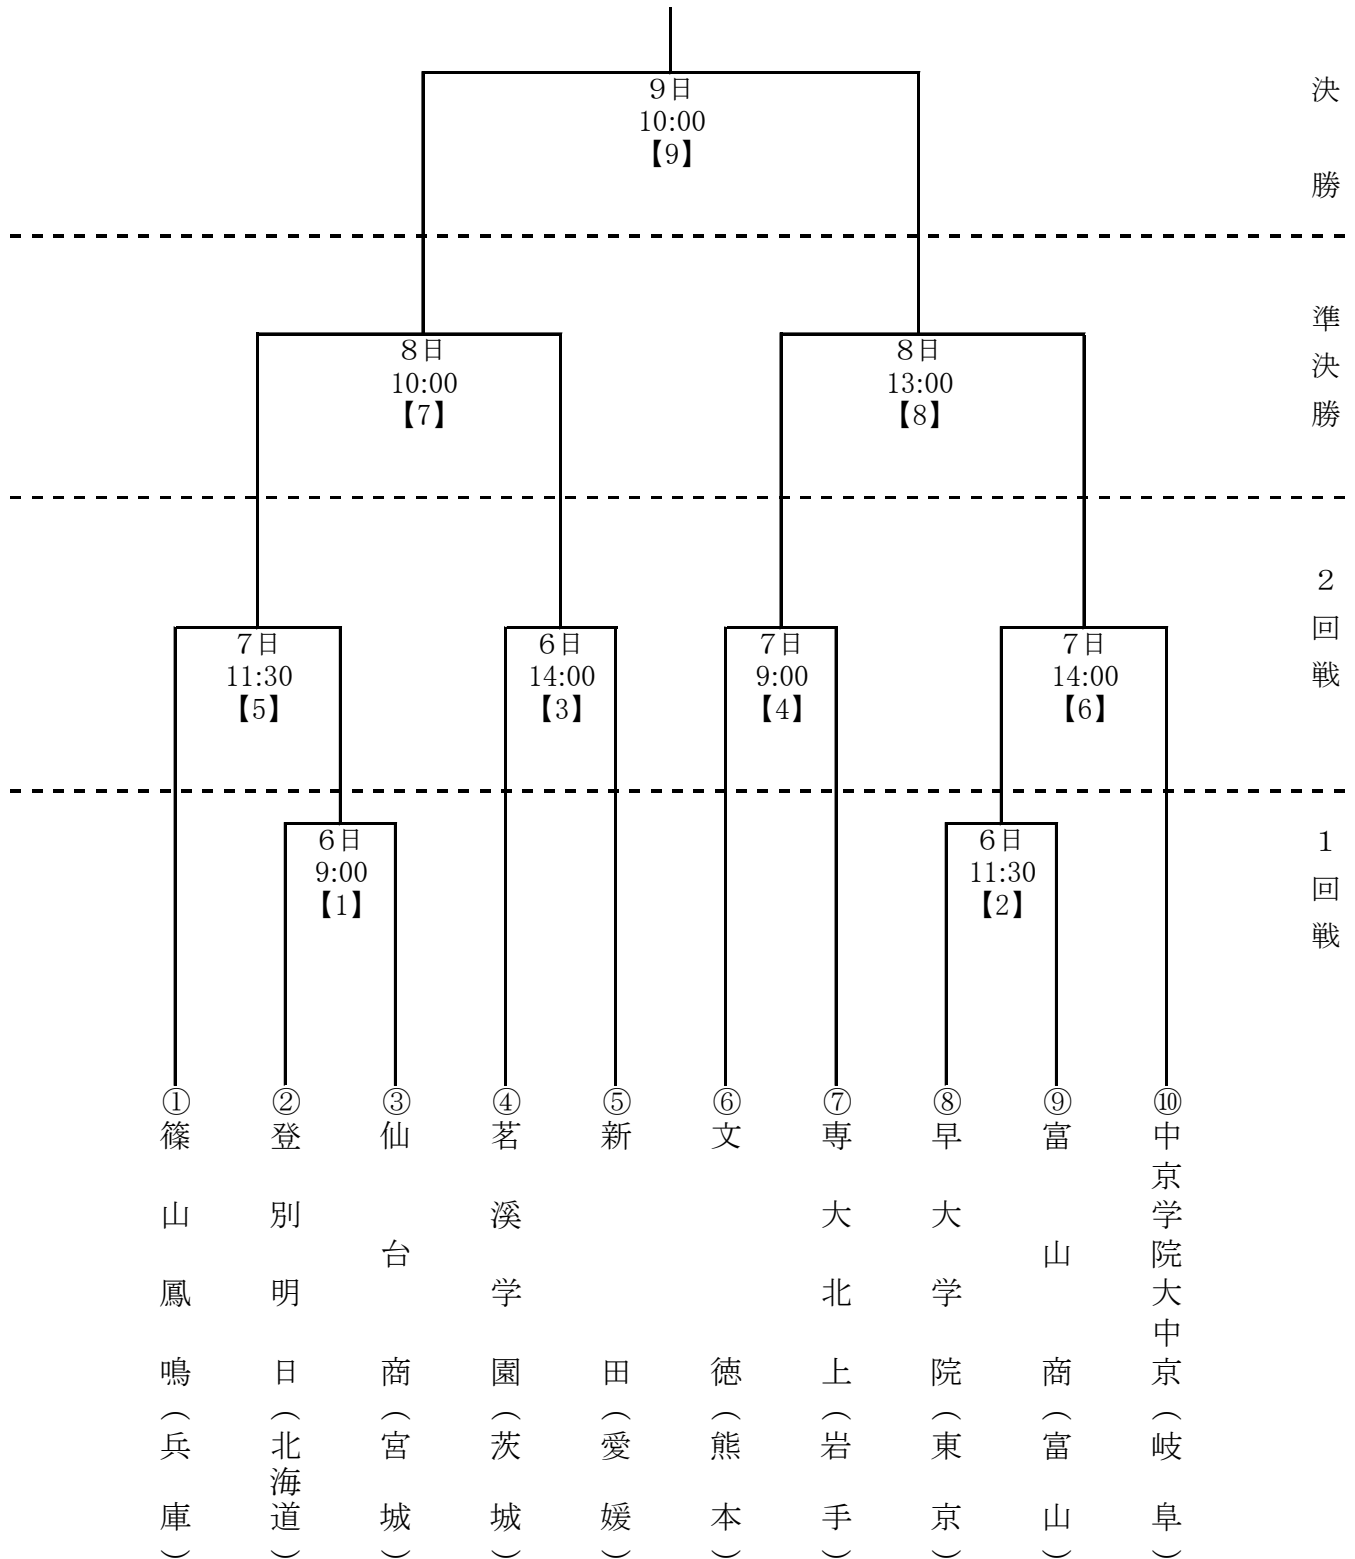 ９日
10:00
【9】
決勝
８日
10:00
【7】
８日
13:00
【8】
準決勝
７日
11:30
【5】
６日
14:00
【3】
７日
9:00
【4】
７日
14:00
【6】
２回戦
６日
9:00
【1】
６日
11:30
【2】
１回戦
①篠山鳳鳴（兵庫）
②登別明日（北海道）
③仙台商（宮城）
④茗溪学園（茨城）
⑤新田（愛媛）
⑥文徳（熊本）
⑦専大北上（岩手）
⑧早大学院（東京）
⑨富山商（富山）
⑩中京学院大中京（岐阜）